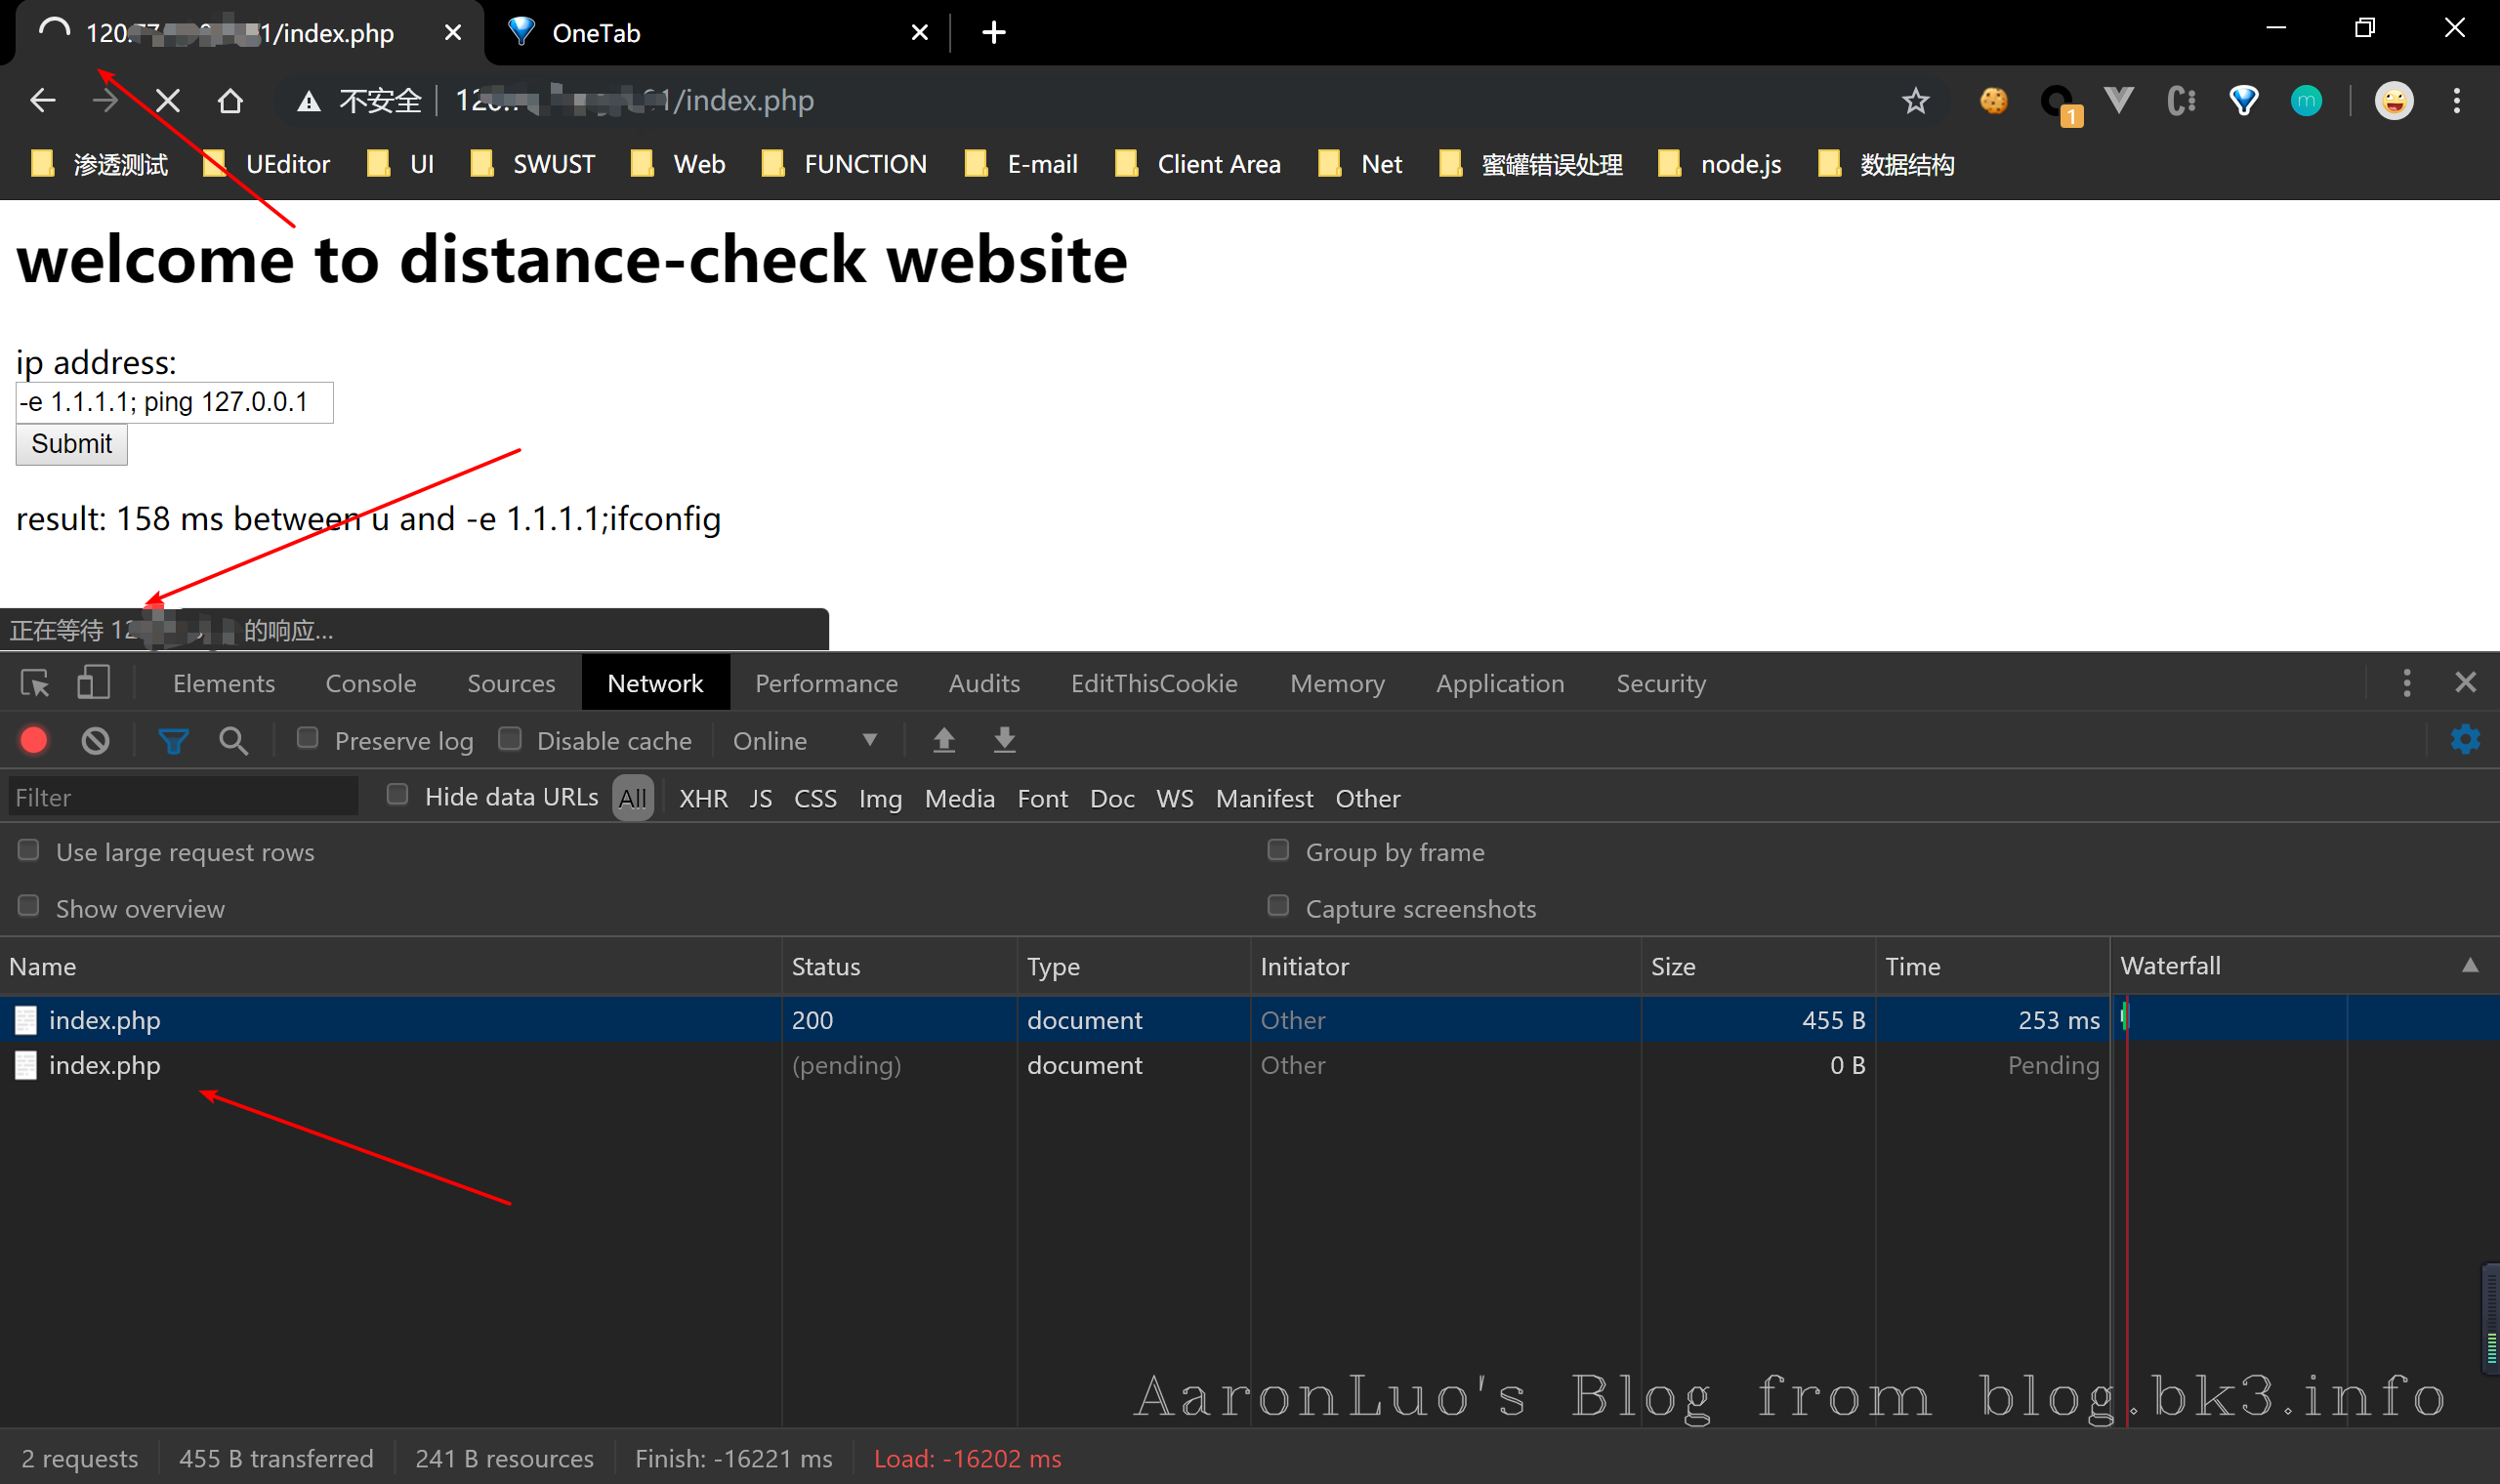 /index.php
OneTab
不安全
/index.php
1
m
渗透测试 UEditor UI SWUST Web FUNCTION E-mail Client Area Net 蜜罐错误处理 node.js 数据结构
welcome to distance-check website
ip address:
-e 1.1.1.1; ping 127.0.0.1
Submit
result: 158 ms between u and -e 1.1.1.1;ifconfig
正在等待 的响应...
Elements Console Sources Network Performance Audits EditThisCookie Memory Application Security
Preserve log Disable cache Online
Filter Hide data URLs All XHR JS CSS Img Media Font Doc WS Manifest Other
Use large request rows Group by frame
Show overview Capture screenshots
Name Status Type Initiator Size Time Waterfall
index.php 200 document Other 455 B 253 ms
index.php (pending) document Other 0 B Pending
AaronLuo's Blog from blog.bk3.info
2 requests 455 B transferred 241 B resources Finish: -16221 ms Load: -16202 ms